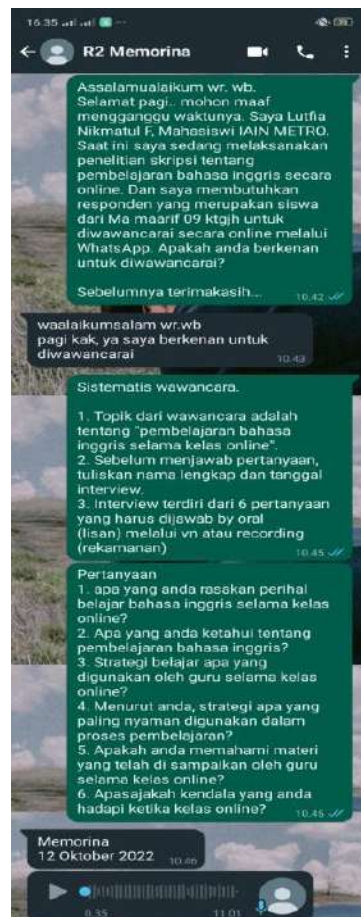 16.35
R2 Memorina
Assalamualaikum wr. wb.
Selamat pagi.. mohon maaf
mengganggu waktunya. Saya Lutfia
Nikmatul F, Mahasiswi IAIN METRO.
Saat ini saya sedang melaksanakan
penelitian skripsi tentang
pembelajaran bahasa inggris secara
online. Dan saya membutuhkan
responden yang merupakan siswa
dari Ma maarif 09 ktgjh untuk
diwawancarai secara online melalui
WhatsApp. Apakah anda berkenan
untuk diwawancarai?
Sebelumnya terimakasih...
10.42
waalaikumsalam wr.wb
pagi kak, ya saya berkenan untuk
diwawancarai
10.43
Sistematis wawancara.
1. Topik dari wawancara adalah
tentang "pembelajaran bahasa
inggris selama kelas online".
2. Sebelum menjawab pertanyaan,
tuliskan nama lengkap dan tanggal
interview.
3. Interview terdiri dari 6 pertanyaan
yang harus dijawab by oral
(lisan) melalui vn atau recording
(rekamanan)
10.45
Pertanyaan
1. apa yang anda rasakan perihal
belajar bahasa inggris selama kelas
online?
2. Apa yang anda ketahui tentang
pembelajaran bahasa inggris?
3. Strategi belajar apa yang
digunakan oleh guru selama kelas
online?
4. Menurut anda, strategi apa yang
paling nyaman digunakan dalam
proses pembelajaran?
5. Apakah anda memahami materi
yang telah di sampaikan oleh guru
selama kelas online?
6. Apasajakah kendala yang anda
hadapi ketika kelas online?
10.45
Memorina
12 Oktober 2022
10.46
0.35
11.01